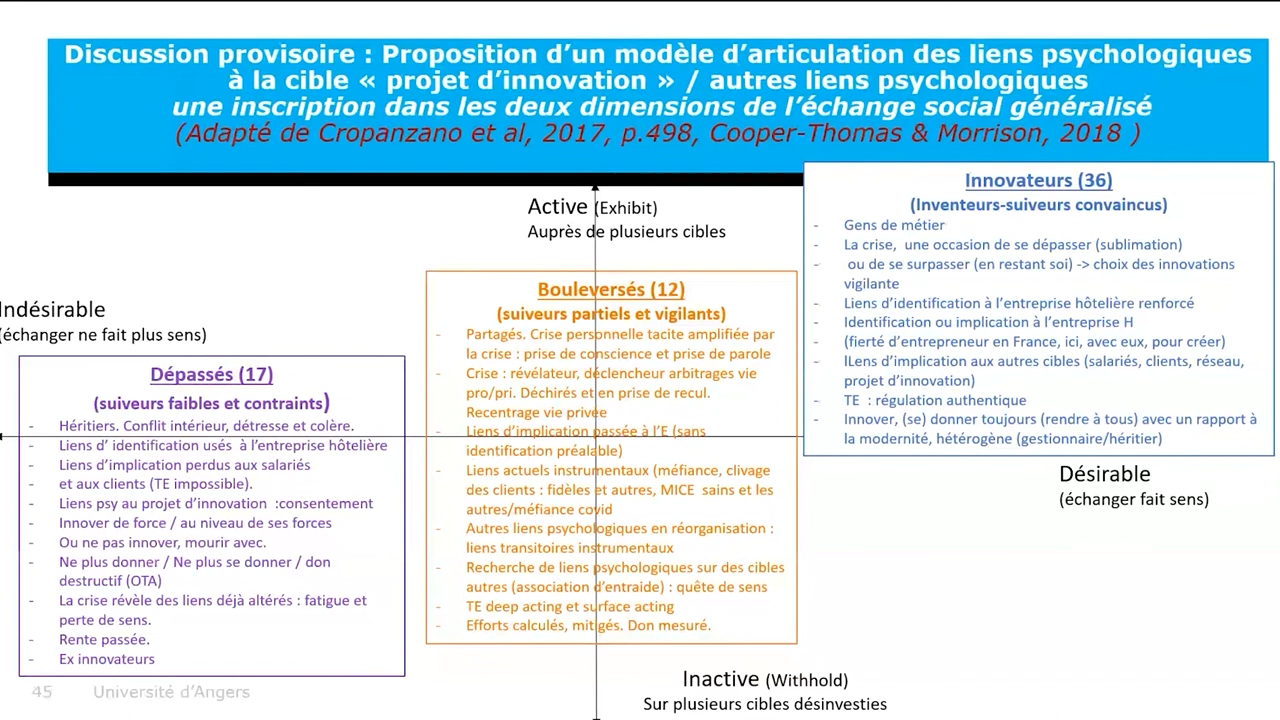 Discussion provisoire : Proposition d'un modèle d'articulation des liens psychologiques
à la cible « projet d'innovation » / autres liens psychologiques
une inscription dans les deux dimensions de l'échange social généralisé
(Adapté de Cropanzano et al, 2017, p.498, Cooper-Thomas & Morrison, 2018 )
Active (Exhibit)
Auprès de plusieurs cibles
Indésirable
(échanger ne fait plus sens)
Dépassés (17)
(suiveurs faibles et contraints)
- Héritiers. Conflit intérieur, détresse et colère.
- Liens d' identification usés à l'entreprise hôtelière
- Liens d'implication perdus aux salariés
- et aux clients (TE impossible).
- Liens psy au projet d'innovation :consentement
- Innover de force / au niveau de ses forces
- Ou ne pas innover, mourir avec.
- Ne plus donner / Ne plus se donner / don
destructif (OTA)
- La crise révèle des liens déjà altérés : fatigue et
perte de sens.
- Rente passée.
- Ex innovateurs
Bouleversés (12)
(suiveurs partiels et vigilants)
- Partagés. Crise personnelle tacite amplifiée par
la crise : prise de conscience et prise de parole
- Crise : révélateur, déclencheur arbitrages vie
pro/pri. Déchirés et en prise de recul.
Recentrage vie privée
- Liens d'implication passée à l'E (sans
identification préalable)
- Liens actuels instrumentaux (méfiance, clivage
des clients : fidèles et autres, MICE sains et les
autres/méfiance covid
- Autres liens psychologiques en réorganisation :
liens transitoires instrumentaux
- Recherche de liens psychologiques sur des cibles
autres (association d'entraide) : quête de sens
- TE deep acting et surface acting
- Efforts calculés, mitigés. Don mesuré.
Innovateurs (36)
(Inventeurs-suiveurs convaincus)
- Gens de métier
- La crise, une occasion de se dépasser (sublimation)
- ou de se surpasser (en restant soi) -> choix des innovations
vigilante
- Liens d'identification à l'entreprise hôtelière renforcé
- Identification ou implication à l'entreprise H
- (fierté d'entrepreneur en France, ici, avec eux, pour créer)
- lLens d'implication aux autres cibles (salariés, clients, réseau,
projet d'innovation)
- TE : régulation authentique
- Innover, (se) donner toujours (rendre à tous) avec un rapport à
la modernité, hétérogène (gestionnaire/héritier)
Désirable
(échanger fait sens)
Inactive (Withhold)
Sur plusieurs cibles désinvesties
45 Université d'Angers